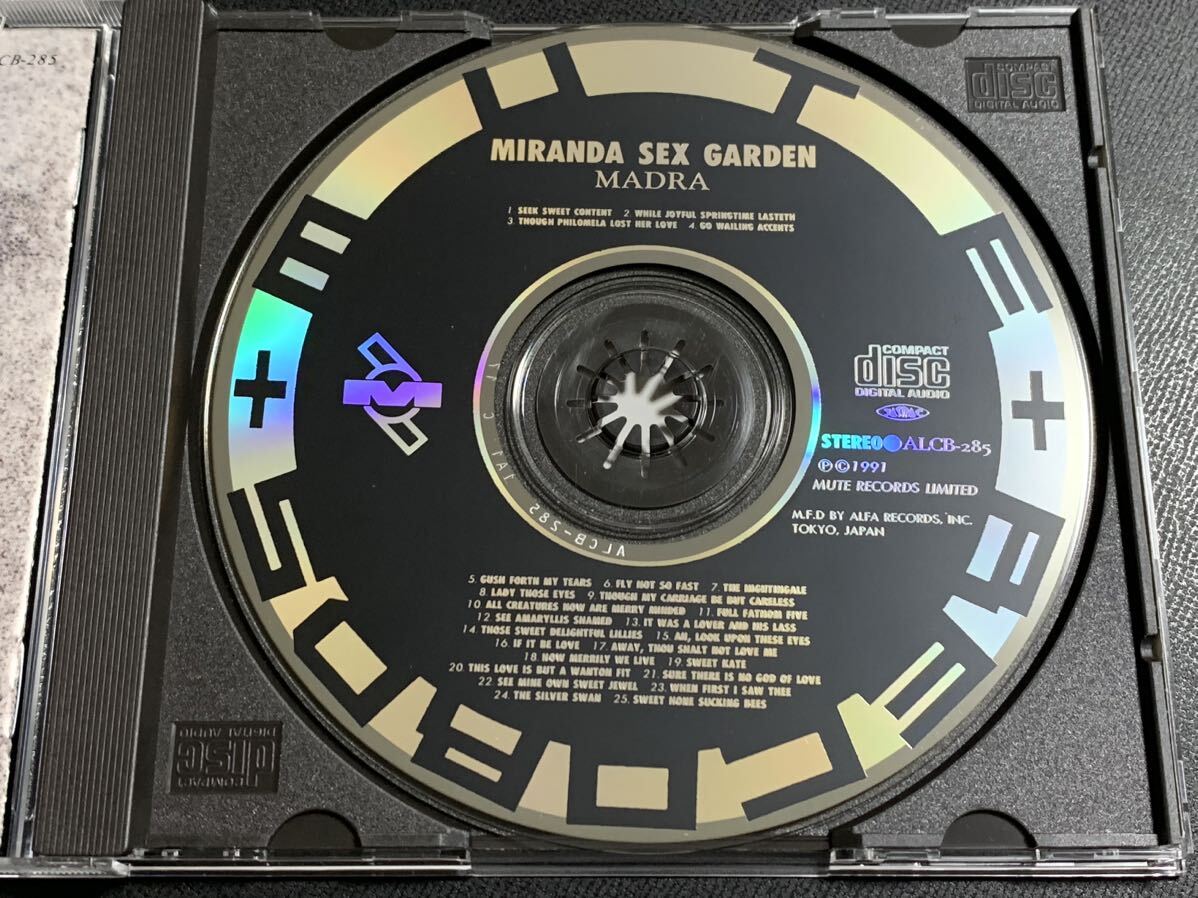 CB-285
COMPACT
disc
DIGITAL AUDIO
MIRANDA SEX GARDEN
MADRA
1. SEEK SWEET CONTENT 2. WHILE JOYFUL SPRINGTIME LASTETH
3. THOUGH PHILOMELA LOST HER LOVE 4. GO WAILING ACCENTS
M
COMPACT
disc
DIGITAL AUDIO
STEREO ALCB-285
℗©1991
MUTE RECORDS LIMITED
M.F.D BY ALFA RECORDS, INC.
TOKYO, JAPAN
5. GUSH FORTH MY TEARS 6. FLY NOT SO FAST 7. THE NIGHTINGALE
8. LADY THOSE EYES 9. THOUGH MY CARRIAGE BE BUT CARELESS
10 ALL CREATURES NOW ARE MERRY MINDED 11. FULL FATHOM FIVE
12. SEE AMARYLLIS SHAMED 13. IT WAS A LOVER AND HIS LASS
14. THOSE SWEET DELIGHTFUL LILLIES 15. AH, LOOK UPON THESE EYES
16. IF IT BE LOVE 17. AWAY, THOU SHALT NOT LOVE ME
18. NOW MERRILY WE LIVE 19. SWEET KATE
20. THIS LOVE IS BUT A WANTON FIT 21. SURE THERE IS NO GOD OF LOVE
22. SEE MINE OWN SWEET JEWEL 23. WHEN FIRST I SAW THEE
24. THE SILVER SWAN 25. SWEET HONE SUCKING BEES
COMPACT
disc
DIGITAL AUDIO